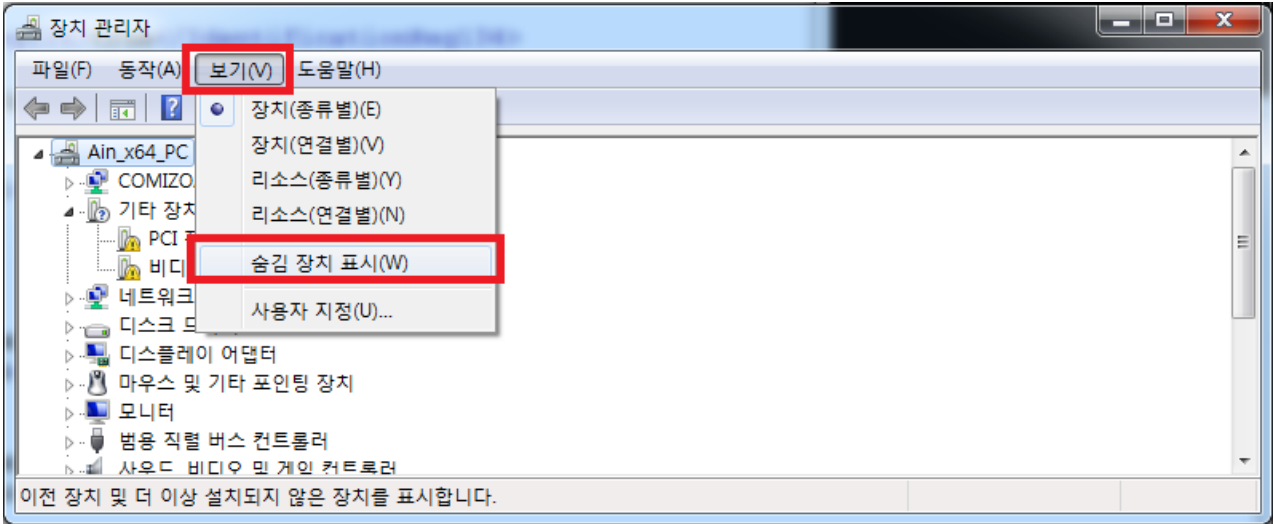 장치 관리자
파일(F) 동작(A) 보기(V) 도움말(H)
장치(종류별)(E)
장치(연결별)(V)
리소스(종류별)(Y)
리소스(연결별)(N)
숨김 장치 표시(W)
사용자 지정(U)...
Ain_x64_PC
기타
PCI
네트워크
디스크
디스플레이 어댑터
마우스 및 기타 포인팅 장치
모니터
범용 직렬 버스 컨트롤러
사운드, 비디오 및 게임 컨트롤러
이전 장치 및 더 이상 설치되지 않은 장치를 표시합니다.